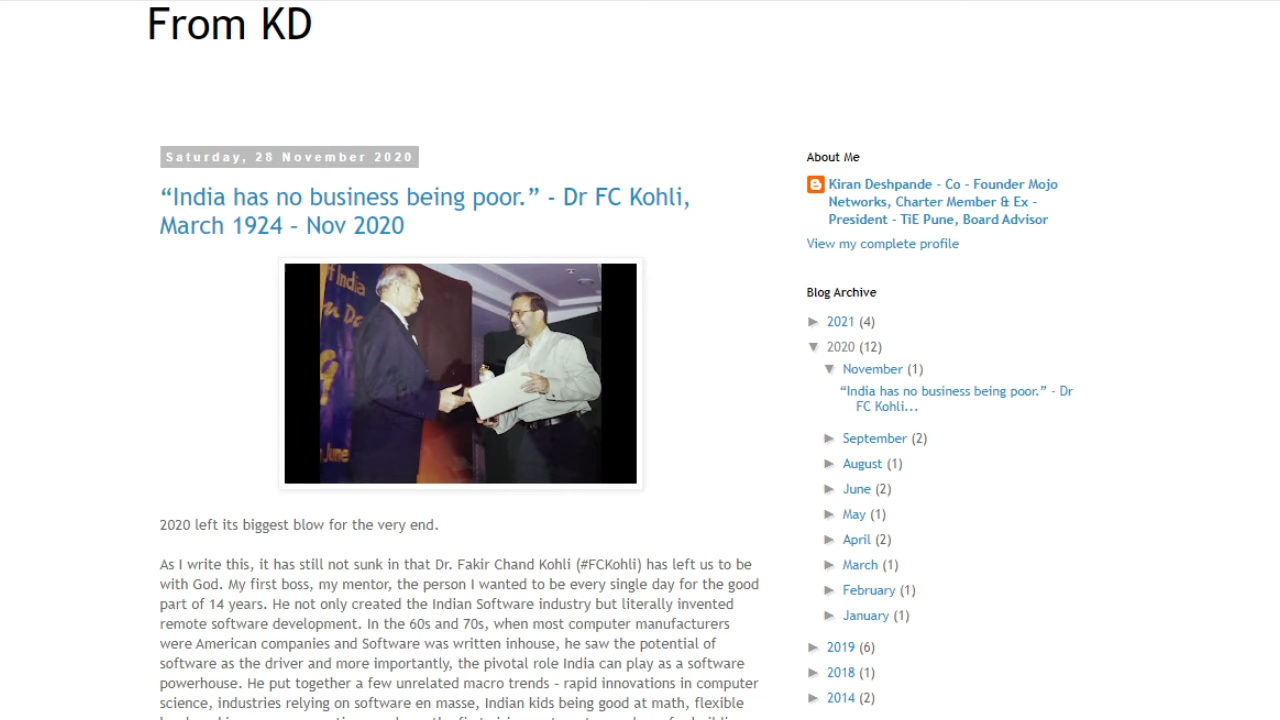 From KD
Saturday, 28 November 2020
“India has no business being poor.” - Dr FC Kohli,
March 1924 – Nov 2020
2020 left its biggest blow for the very end.
As I write this, it has still not sunk in that Dr. Fakir Chand Kohli (#FCKohli) has left us to be
with God. My first boss, my mentor, the person I wanted to be every single day for the good
part of 14 years. He not only created the Indian Software industry but literally invented
remote software development. In the 60s and 70s, when most computer manufacturers
were American companies and Software was written inhouse, he saw the potential of
software as the driver and more importantly, the pivotal role India can play as a software
powerhouse. He put together a few unrelated macro trends – rapid innovations in computer
science, industries relying on software en masse, Indian kids being good at math, flexible
About Me
Kiran Deshpande - Co - Founder Mojo
Networks, Charter Member & Ex -
President - TiE Pune, Board Advisor
View my complete profile
Blog Archive
► 2021 (4)
▼ 2020 (12)
▼ November (1)
“India has no business being poor.” - Dr
FC Kohli...
► September (2)
► August (1)
► June (2)
► May (1)
► April (2)
► March (1)
► February (1)
► January (1)
► 2019 (6)
► 2018 (1)
► 2014 (2)